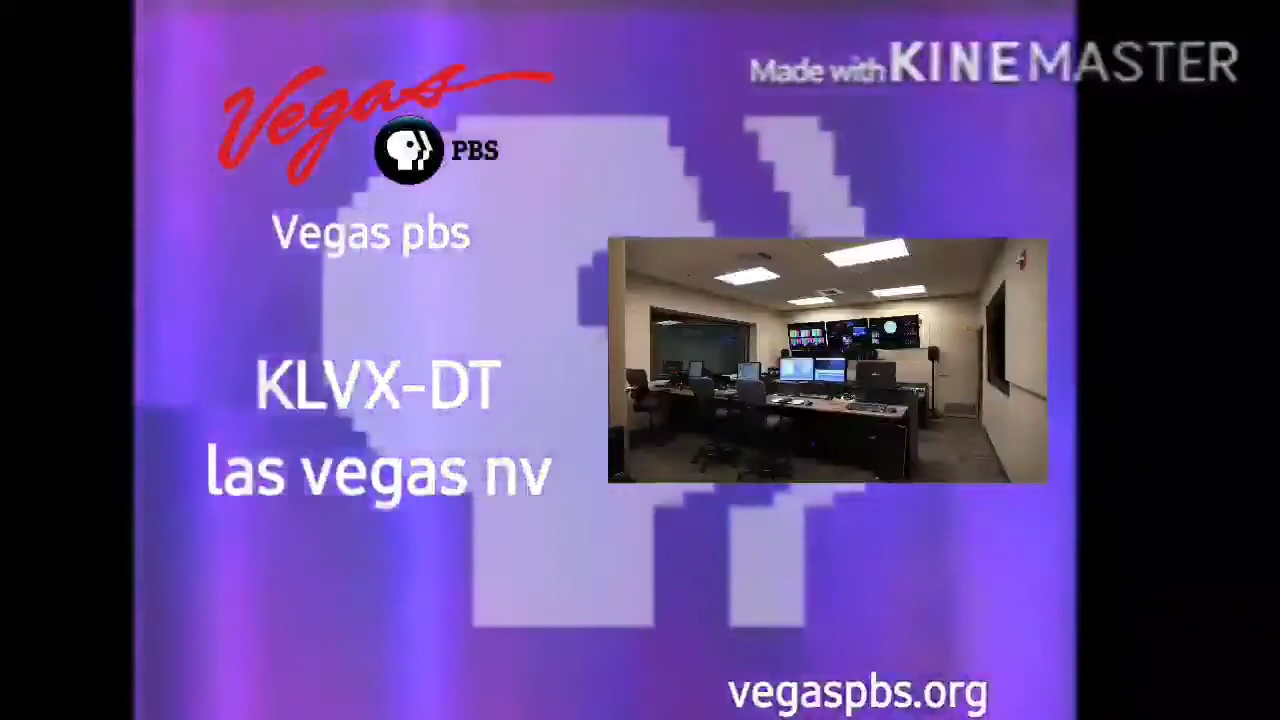 Made with KINEMASTER
Vegas
PBS
Vegas pbs
KLVX-DT
las vegas nv
vegaspbs.org